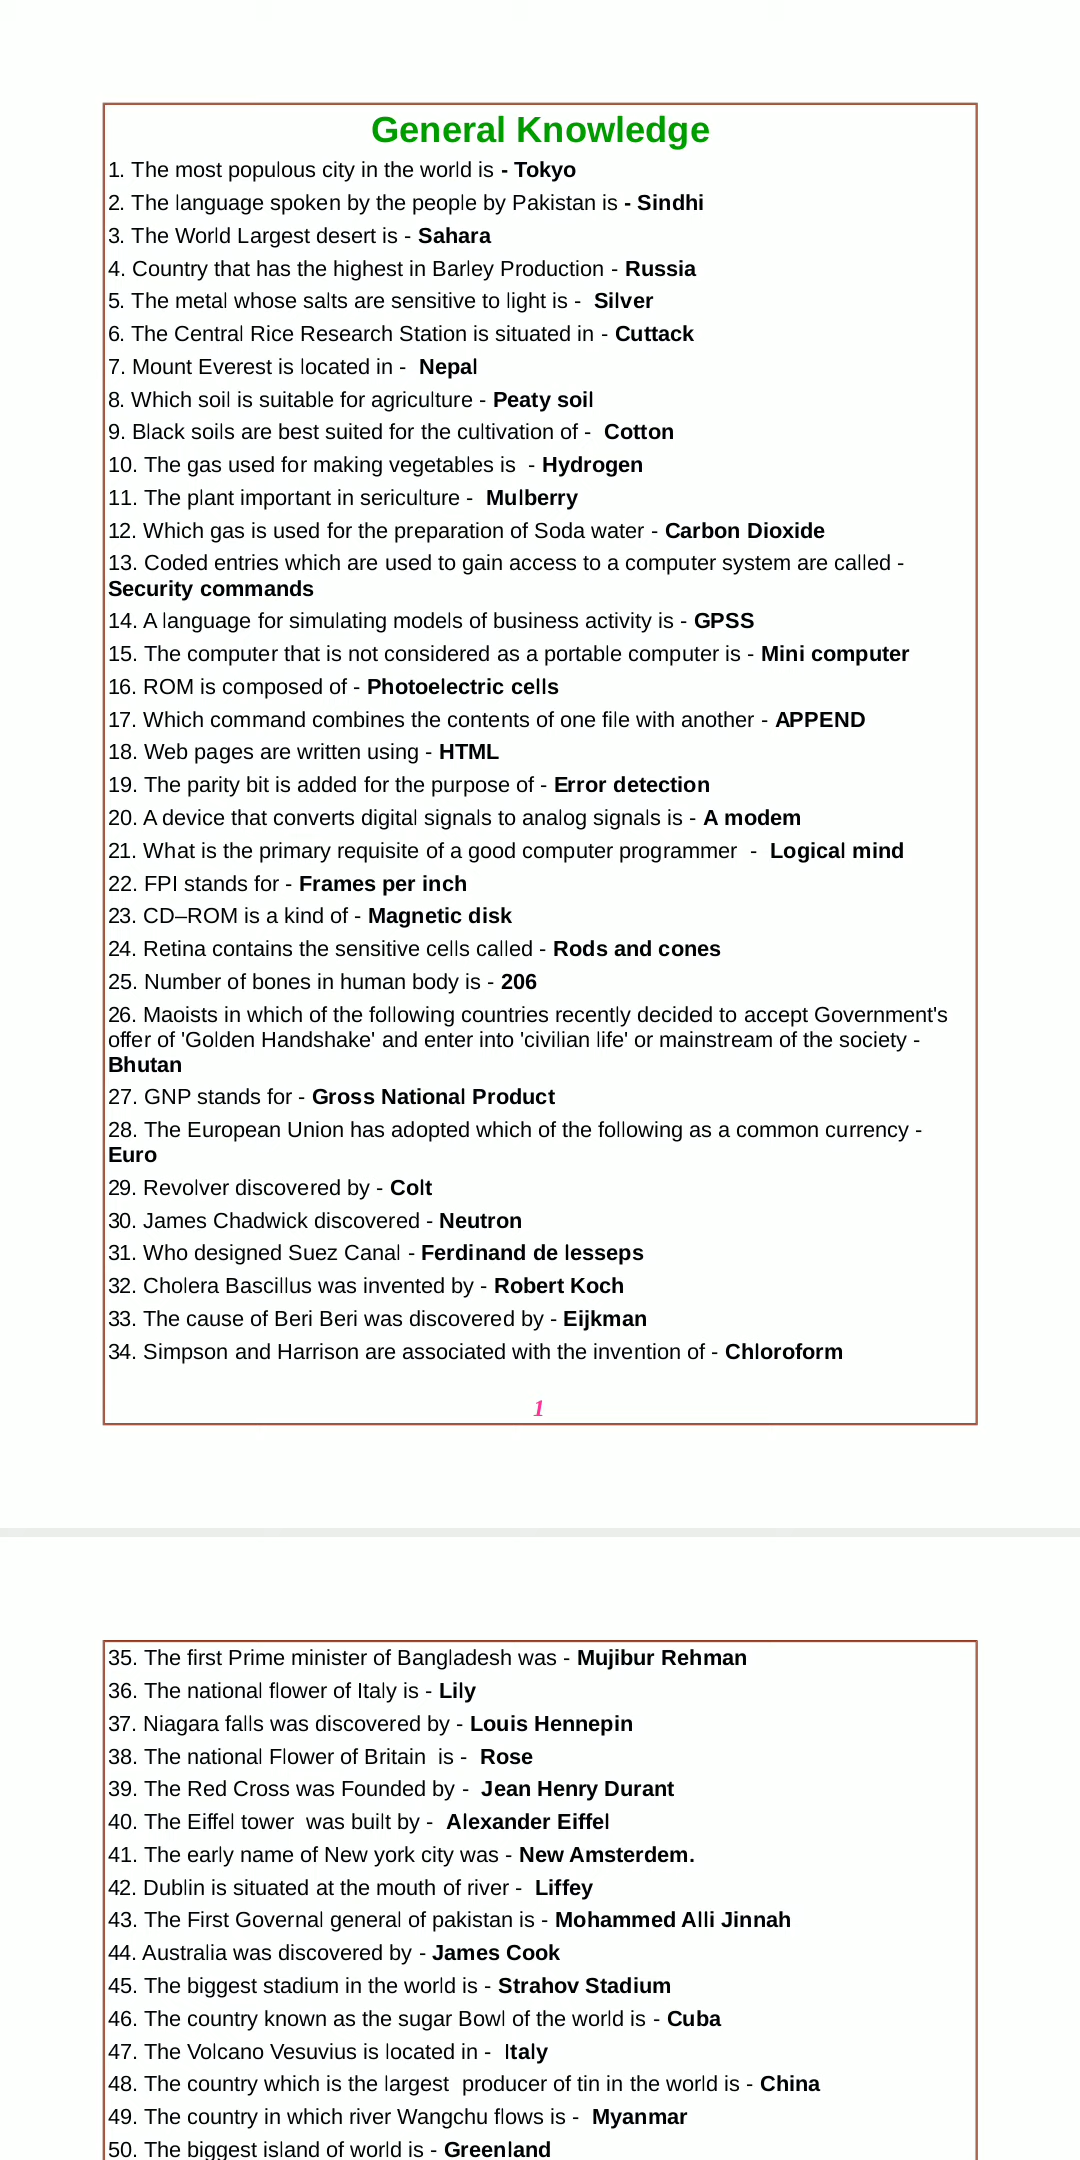 General Knowledge
1. The most populous city in the world is - Tokyo
2. The language spoken by the people by Pakistan is - Sindhi
3. The World Largest desert is - Sahara
4. Country that has the highest in Barley Production - Russia
5. The metal whose salts are sensitive to light is -  Silver
6. The Central Rice Research Station is situated in - Cuttack
7. Mount Everest is located in -  Nepal
8. Which soil is suitable for agriculture - Peaty soil
9. Black soils are best suited for the cultivation of -  Cotton
10. The gas used for making vegetables is  - Hydrogen
11. The plant important in sericulture -  Mulberry
12. Which gas is used for the preparation of Soda water - Carbon Dioxide
13. Coded entries which are used to gain access to a computer system are called -
Security commands
14. A language for simulating models of business activity is - GPSS
15. The computer that is not considered as a portable computer is - Mini computer
16. ROM is composed of - Photoelectric cells
17. Which command combines the contents of one file with another - APPEND
18. Web pages are written using - HTML
19. The parity bit is added for the purpose of - Error detection
20. A device that converts digital signals to analog signals is - A modem
21. What is the primary requisite of a good computer programmer  -  Logical mind
22. FPI stands for - Frames per inch
23. CD–ROM is a kind of - Magnetic disk
24. Retina contains the sensitive cells called - Rods and cones
25. Number of bones in human body is - 206
26. Maoists in which of the following countries recently decided to accept Government's
offer of 'Golden Handshake' and enter into 'civilian life' or mainstream of the society -
Bhutan
27. GNP stands for - Gross National Product
28. The European Union has adopted which of the following as a common currency -
Euro
29. Revolver discovered by - Colt
30. James Chadwick discovered - Neutron
31. Who designed Suez Canal - Ferdinand de lesseps
32. Cholera Bascillus was invented by - Robert Koch
33. The cause of Beri Beri was discovered by - Eijkman
34. Simpson and Harrison are associated with the invention of - Chloroform
1
35. The first Prime minister of Bangladesh was - Mujibur Rehman
36. The national flower of Italy is - Lily
37. Niagara falls was discovered by - Louis Hennepin
38. The national Flower of Britain  is -  Rose
39. The Red Cross was Founded by -  Jean Henry Durant
40. The Eiffel tower  was built by -  Alexander Eiffel
41. The early name of New york city was - New Amsterdem.
42. Dublin is situated at the mouth of river -  Liffey
43. The First Governal general of pakistan is - Mohammed Alli Jinnah
44. Australia was discovered by - James Cook
45. The biggest stadium in the world is - Strahov Stadium
46. The country known as the sugar Bowl of the world is - Cuba
47. The Volcano Vesuvius is located in -  Italy
48. The country which is the largest  producer of tin in the world is - China
49. The country in which river Wangchu flows is -  Myanmar
50. The biggest island of world is - Greenland